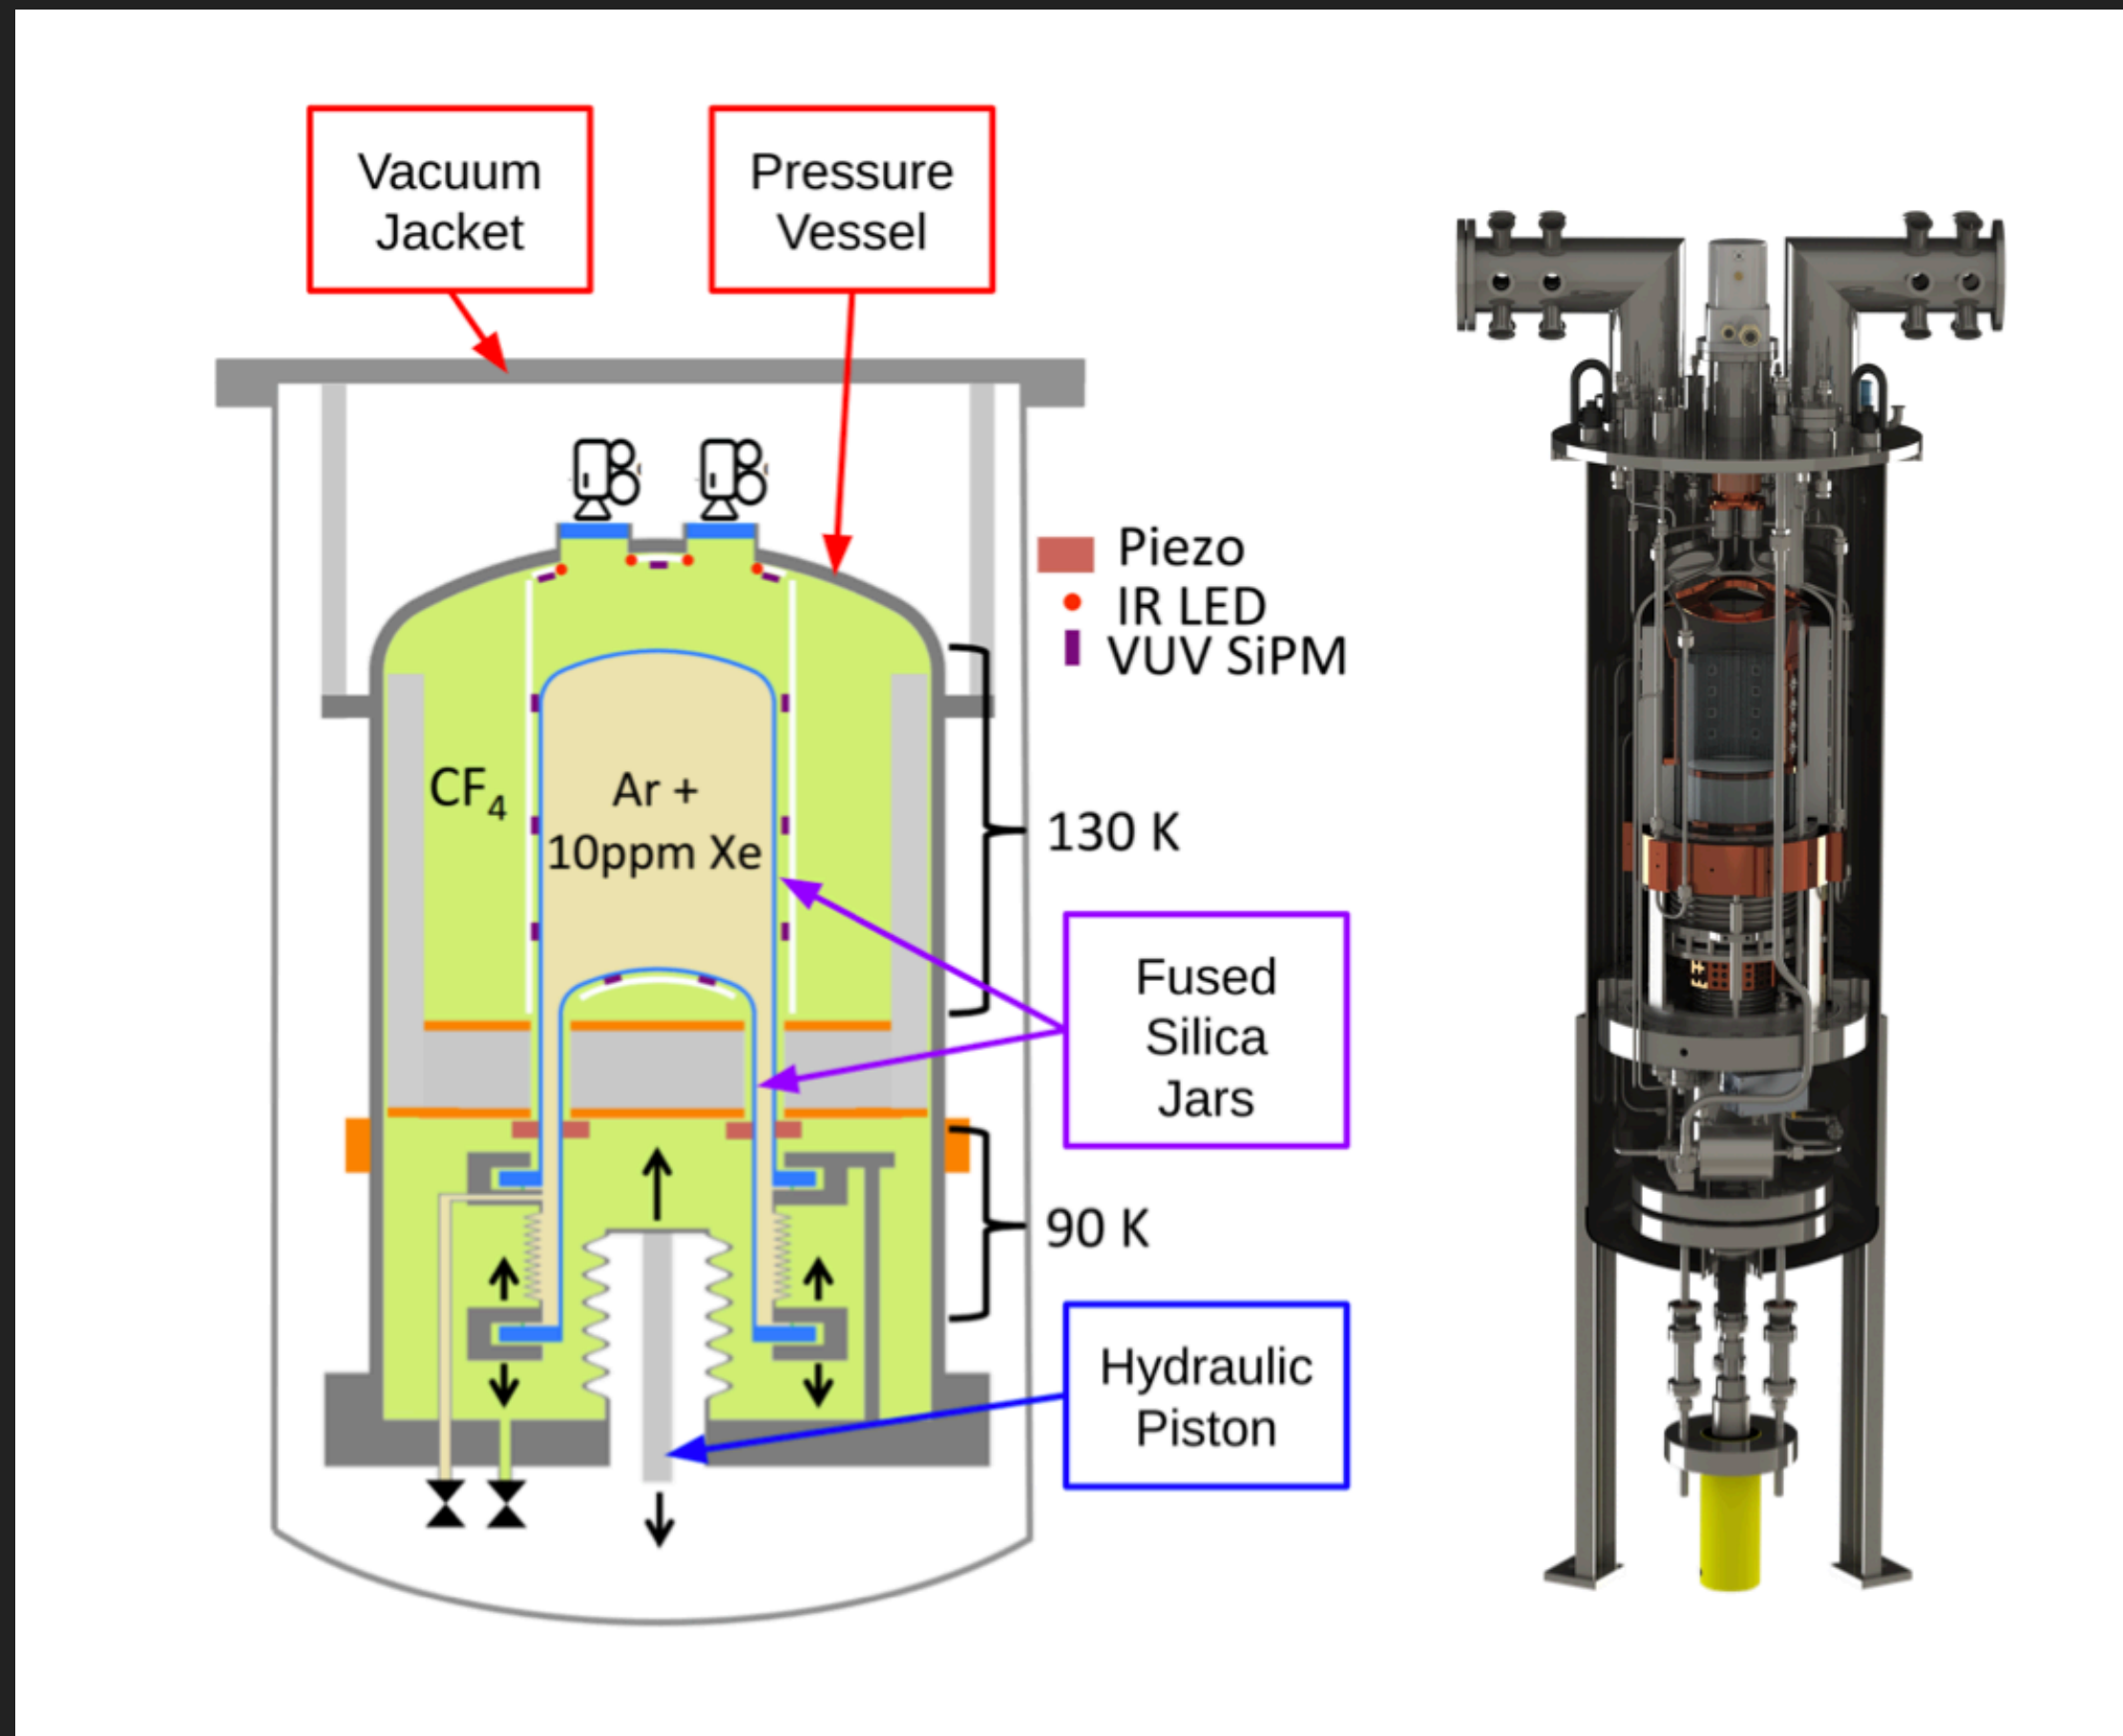 Vacuum
Jacket
Pressure
Vessel
Piezo
IR LED
VUV SiPM
CF4
Ar +
10ppm Xe
130 K
Fused
Silica
Jars
90 K
Hydraulic
Piston